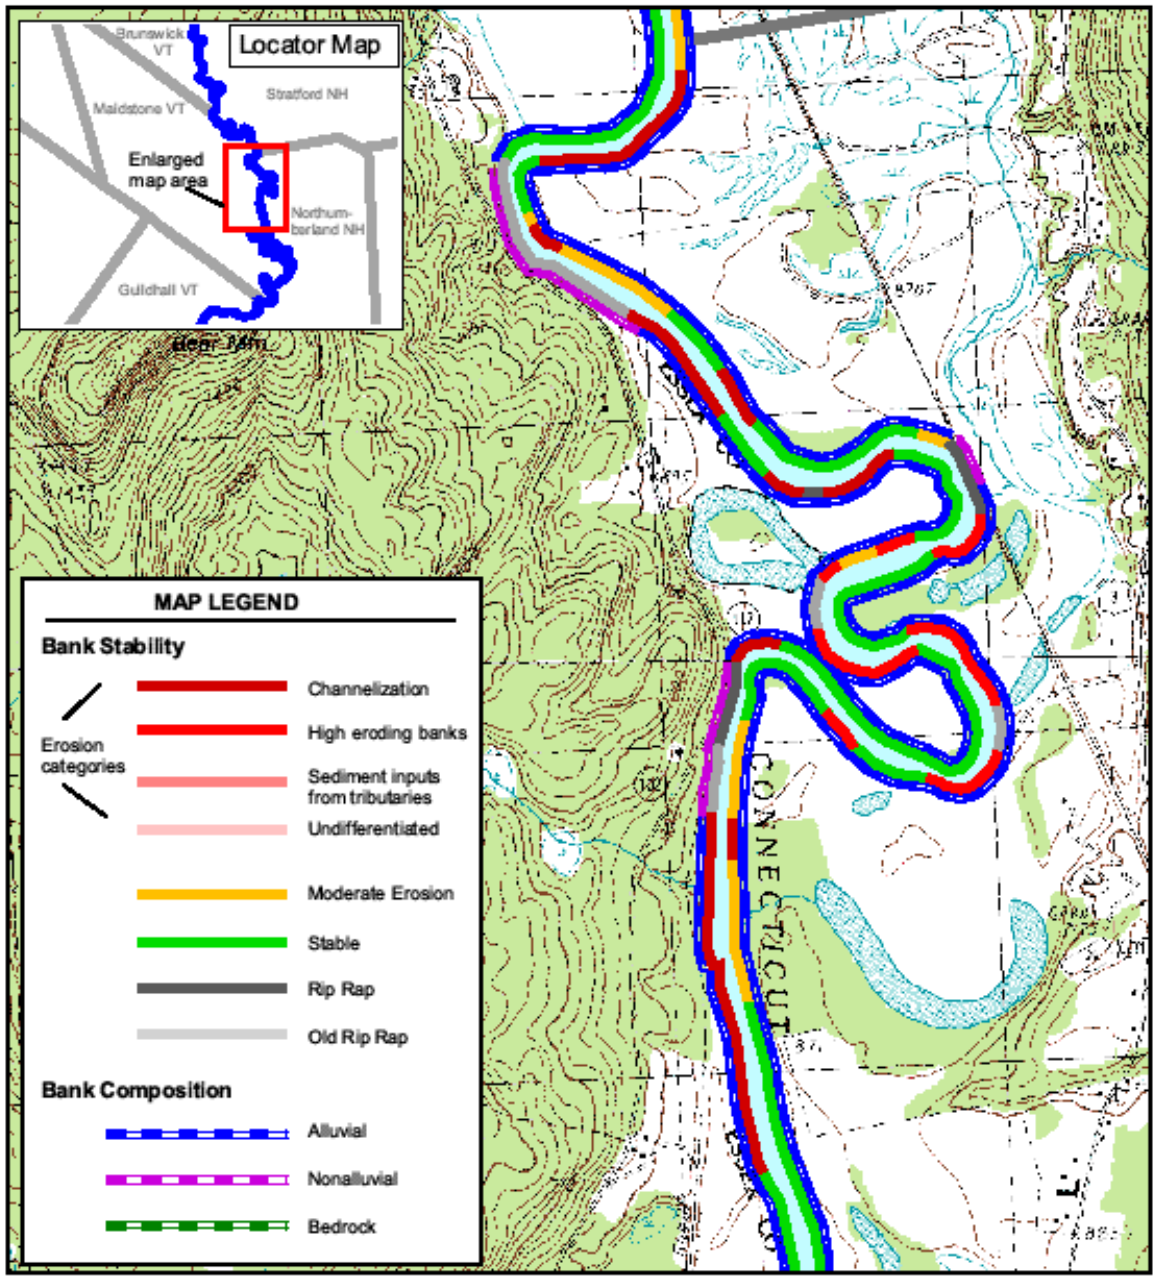 Locator Map
Brunswick
VT
Maidstone VT
Stratford NH
Enlarged
map area
Northum-
berland NH
Guildhall VT
Bear Mtn
MAP LEGEND
Bank Stability
Channelization
High eroding banks
Erosion
categories
Sediment inputs
from tributaries
Undifferentiated
Moderate Erosion
Stable
Rip Rap
Old Rip Rap
Bank Composition
Alluvial
Nonalluvial
Bedrock
CONNECTICUT